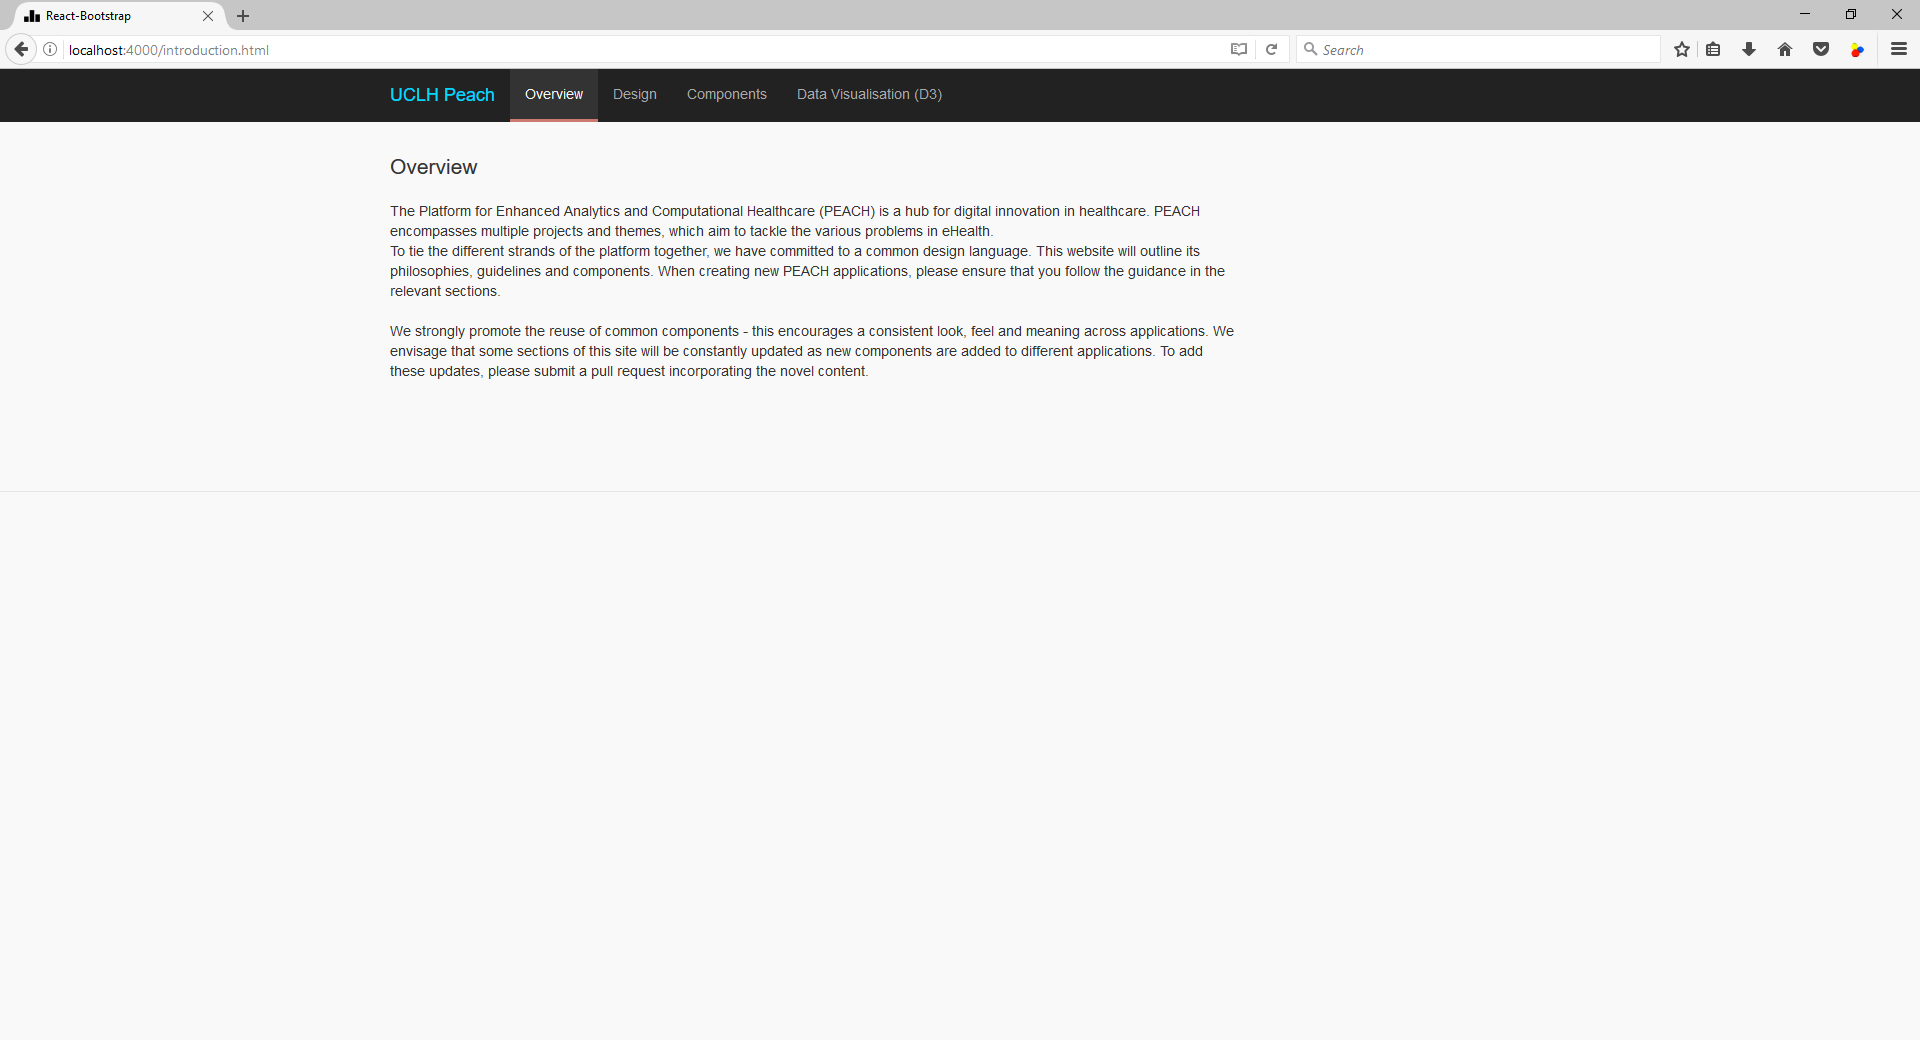 React-Bootstrap
localhost:4000/introduction.html
Search
UCLH Peach
Overview
Design
Components
Data Visualisation (D3)
Overview
The Platform for Enhanced Analytics and Computational Healthcare (PEACH) is a hub for digital innovation in healthcare. PEACH
encompasses multiple projects and themes, which aim to tackle the various problems in eHealth.
To tie the different strands of the platform together, we have committed to a common design language. This website will outline its
philosophies, guidelines and components. When creating new PEACH applications, please ensure that you follow the guidance in the
relevant sections.
We strongly promote the reuse of common components - this encourages a consistent look, feel and meaning across applications. We
envisage that some sections of this site will be constantly updated as new components are added to different applications. To add
these updates, please submit a pull request incorporating the novel content.